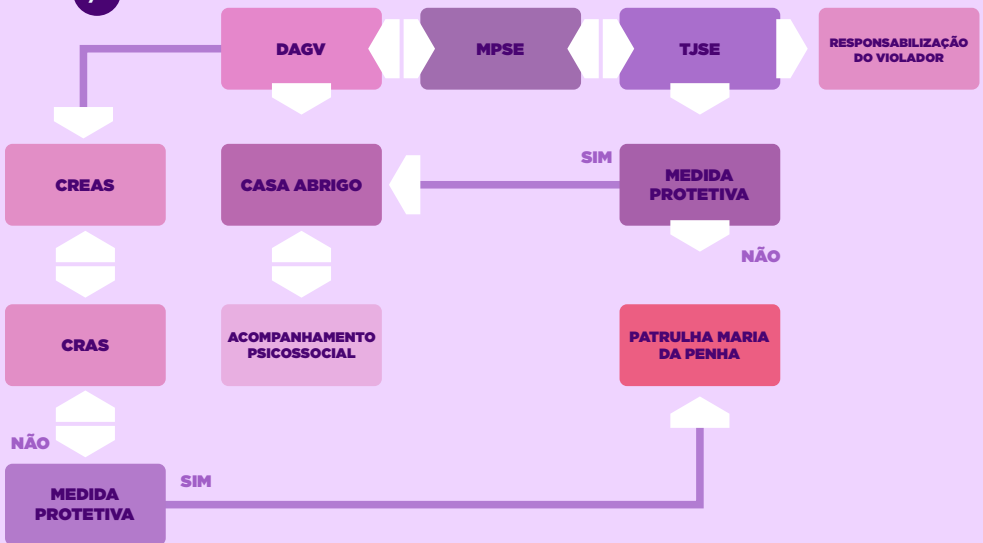 DAGV
MPSE
TJSE
RESPONSABILIZAÇÃO
DO VIOLADOR
CREAS
CASA ABRIGO
SIM
MEDIDA
PROTETIVA
NÃO
CRAS
ACOMPANHAMENTO
PSICOSSOCIAL
PATRULHA MARIA
DA PENHA
NÃO
MEDIDA
PROTETIVA
SIM